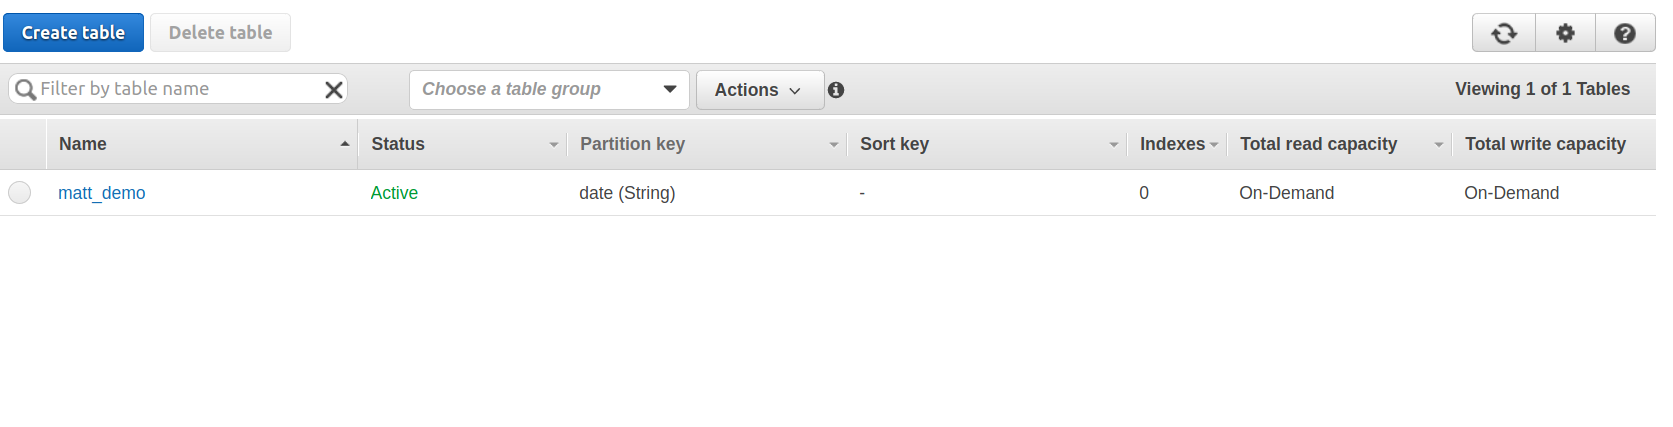 Create table Delete table
Filter by table name Choose a table group Actions Viewing 1 of 1 Tables
Name Status Partition key Sort key Indexes Total read capacity Total write capacity
matt_demo Active date (String) - 0 On-Demand On-Demand